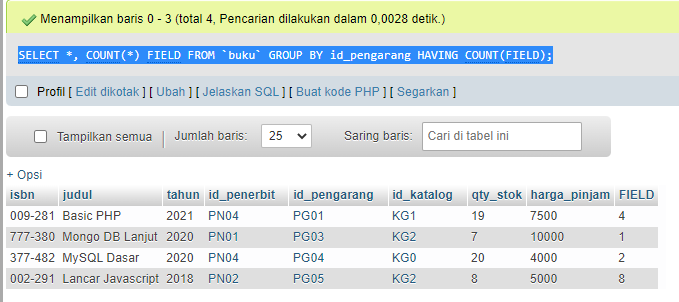 Menampilkan baris 0 - 3 (total 4, Pencarian dilakukan dalam 0,0028 detik.)
SELECT *, COUNT(*) FIELD FROM `buku` GROUP BY id_pengarang HAVING COUNT(FIELD);
Profil [ Edit dikotak ] [ Ubah ] [ Jelaskan SQL ] [ Buat kode PHP ] [ Segarkan ]
Tampilkan semua | Jumlah baris: 25 Saring baris: Cari di tabel ini
+ Opsi
isbn judul tahun id_penerbit id_pengarang id_katalog qty_stok harga_pinjam FIELD
009-281 Basic PHP 2021 PN04 PG01 KG1 19 7500 4
777-380 Mongo DB Lanjut 2020 PN01 PG03 KG2 7 10000 1
377-482 MySQL Dasar 2020 PN04 PG04 KG0 20 4000 2
002-291 Lancar Javascript 2018 PN02 PG05 KG2 8 5000 8